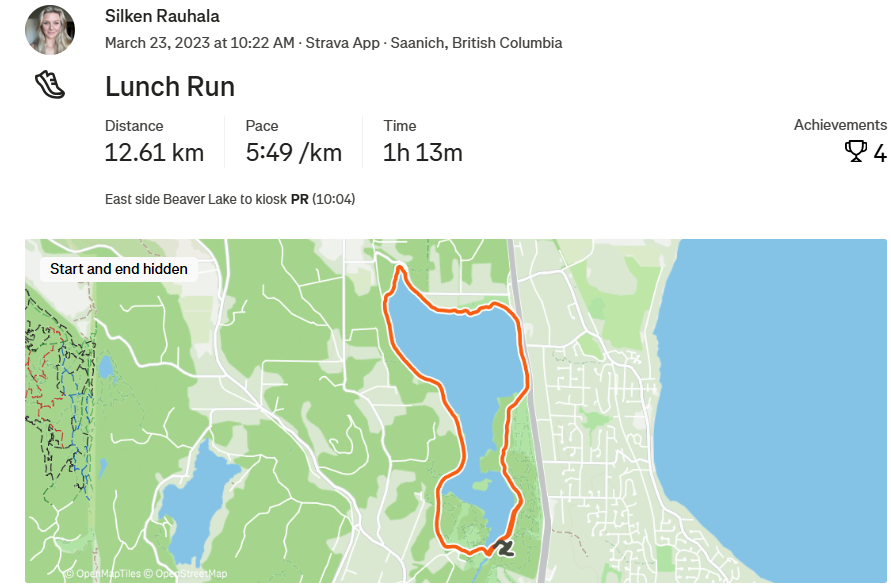 Silken Rauhala
March 23, 2023 at 10:22 AM · Strava App · Saanich, British Columbia
Lunch Run
Distance
12.61 km
Pace
5:49 /km
Time
1h 13m
Achievements
4
East side Beaver Lake to kiosk PR (10:04)
Start and end hidden
© OpenMapTiles © OpenStreetMap